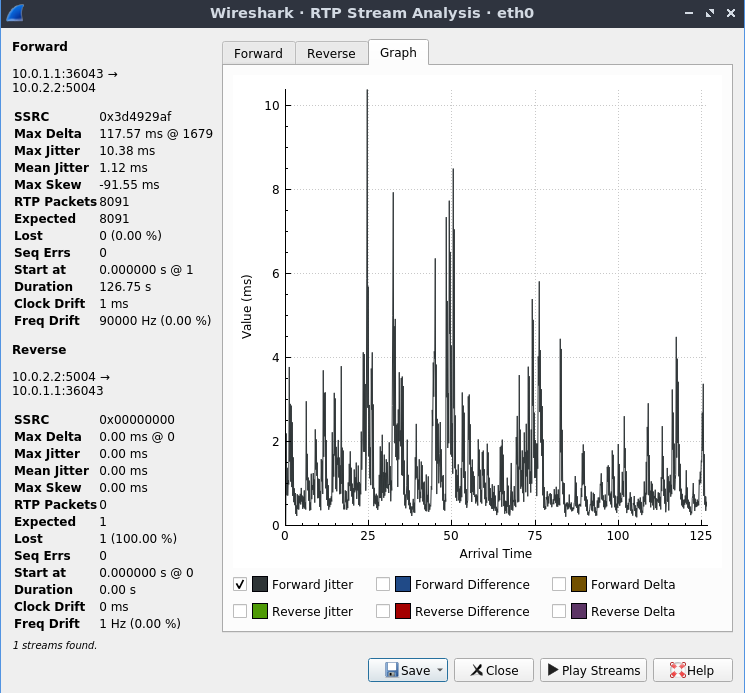 Wireshark · RTP Stream Analysis · eth0
Forward
10.0.1.1:36043 →
10.0.2.2:5004
SSRC 0x3d4929af
Max Delta 117.57 ms @ 1679
Max Jitter 10.38 ms
Mean Jitter 1.12 ms
Max Skew -91.55 ms
RTP Packets 8091
Expected 8091
Lost 0 (0.00 %)
Seq Errs 0
Start at 0.000000 s @ 1
Duration 126.75 s
Clock Drift 1 ms
Freq Drift 90000 Hz (0.00 %)
Reverse
10.0.2.2:5004 →
10.0.1.1:36043
SSRC 0x00000000
Max Delta 0.00 ms @ 0
Max Jitter 0.00 ms
Mean Jitter 0.00 ms
Max Skew 0.00 ms
RTP Packets 0
Expected 1
Lost 1 (100.00 %)
Seq Errs 0
Start at 0.000000 s @ 0
Duration 0.00 s
Clock Drift 0 ms
Freq Drift 1 Hz (0.00 %)
1 streams found.
Forward Reverse Graph
10
8
6
4
2
0
Value (ms)
0 25 50 75 100 125
Arrival Time
Forward Jitter Forward Difference Forward Delta
Reverse Jitter Reverse Difference Reverse Delta
Save Close Play Streams Help